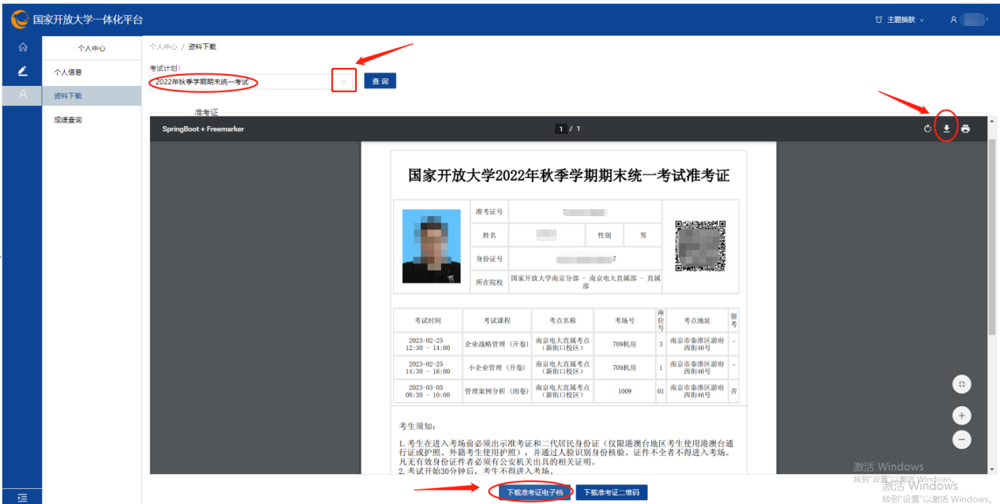 国家开放大学一体化平台
主题换肤
个人中心
个人信息
资料下载
成绩查询
个人中心 / 资料下载
考试计划:
2022年秋季学期期末统一考试
查 询
准考证
SpringBoot + Freemarker
1 / 1
国家开放大学2022年秋季学期期末统一考试准考证
准考证号
姓名 性别 男
身份证号 7
所在院校 国家开放大学南京分部 - 南京电大直属部 - 直属
部
考试时间 考试课程 考点名称 考场号 座位号 考点地址 留考
2023-02-25 12:30 - 14:00 企业战略管理（开卷） 南京电大直属考点（新街口校区） 709机房 3 南京市秦淮区游府西街46号 ~
2023-02-25 14:30 - 16:00 小企业管理（开卷） 南京电大直属考点（新街口校区） 709机房 1 南京市秦淮区游府西街46号 ~
2023-03-05 08:30 - 10:00 管理案例分析（闭卷） 南京电大直属考点（新街口校区） 1009 01 南京市秦淮区游府西街46号 否
考生须知:
1.考生在进入考场前必须出示准考证和二代居民身份证（仅限港澳台地区考生使用港澳台通
行证或护照、外籍考生使用护照），并通过人脸识别身份核验。证件不全者不得进入考场。
凡无有效身份证件者必须有公安机关出具的相关证明。
2.考试开始30分钟后，考生不得进入考场。
下载准考证电子档
下载准考证二维码
激活 Windows
转到"设置"以激活 Windows。
激活 Windows
转到"设置"以激活 Windows。